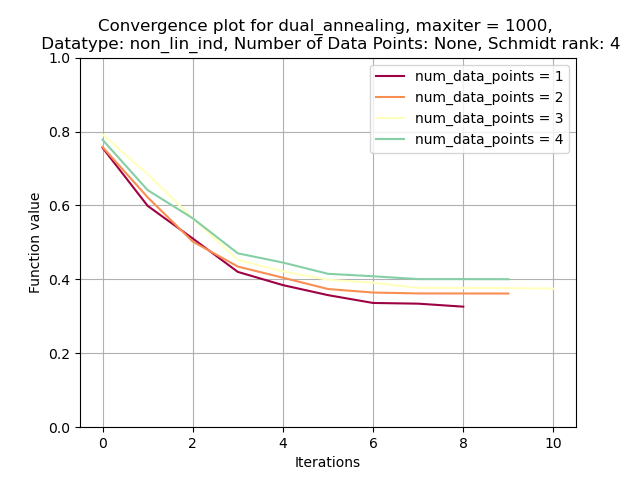 Convergence plot for dual_annealing, maxiter = 1000,
Datatype: non_lin_ind, Number of Data Points: None, Schmidt rank: 4
1.0
0.8
0.6
0.4
0.2
0.0
Function value
num_data_points = 1
num_data_points = 2
num_data_points = 3
num_data_points = 4
0 2 4 6 8 10
Iterations